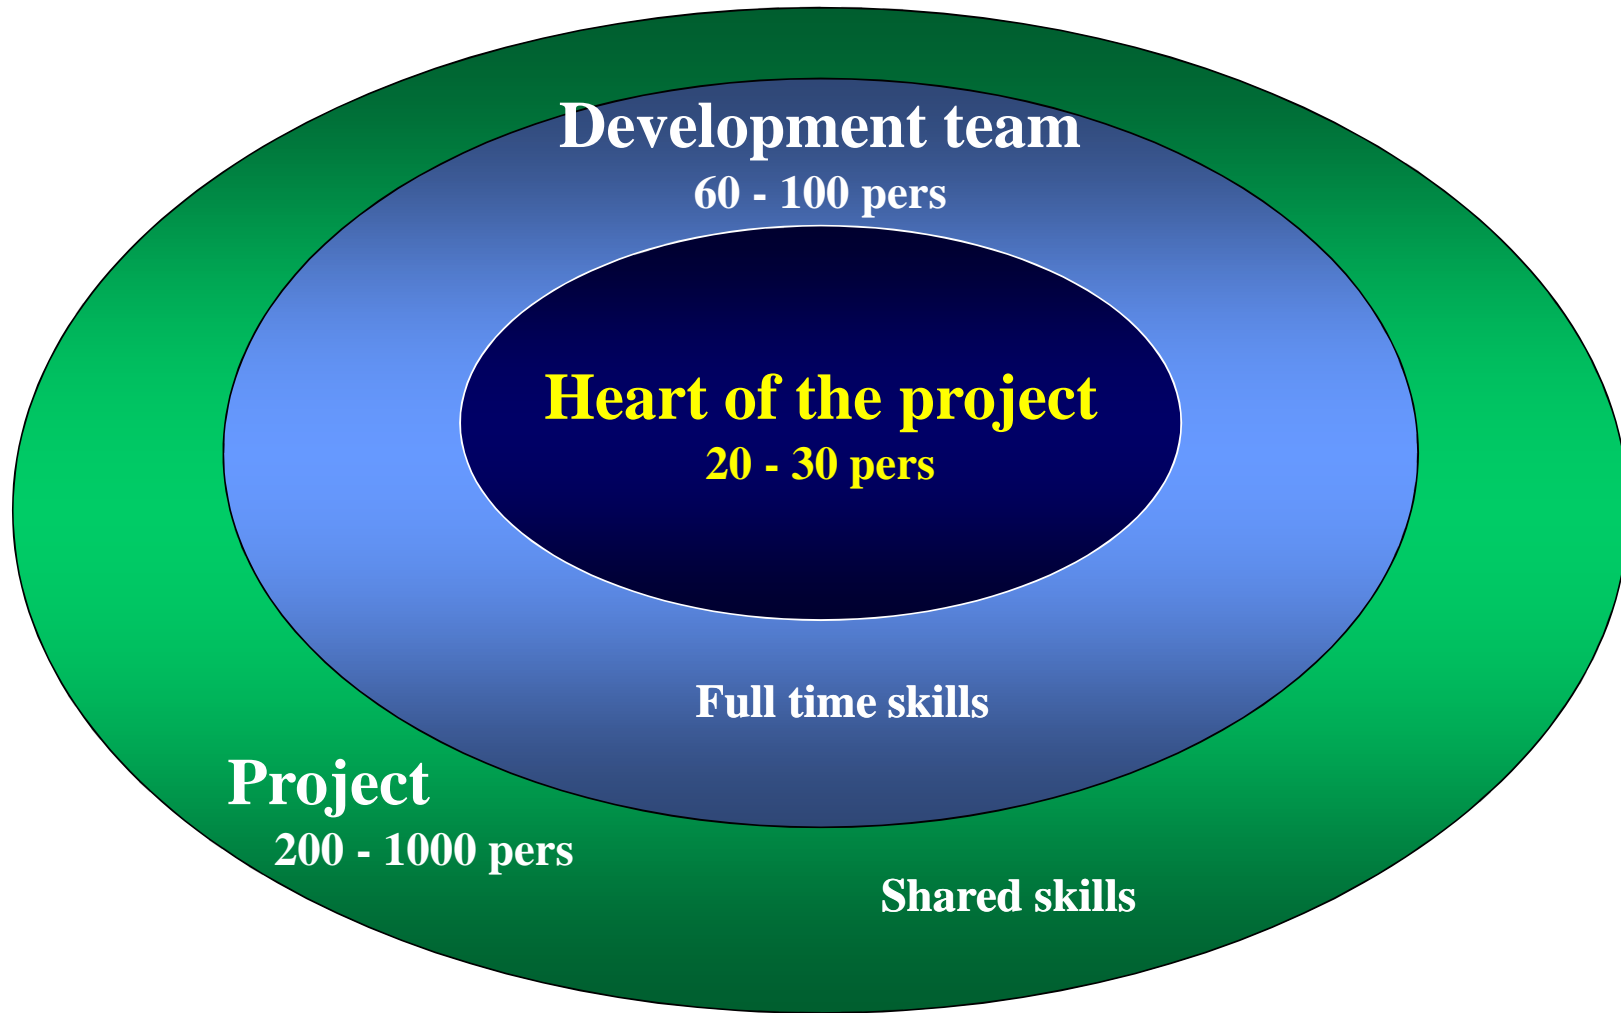 Development team
60 - 100 pers
Heart of the project
20 - 30 pers
Full time skills
Project
200 - 1000 pers
Shared skills